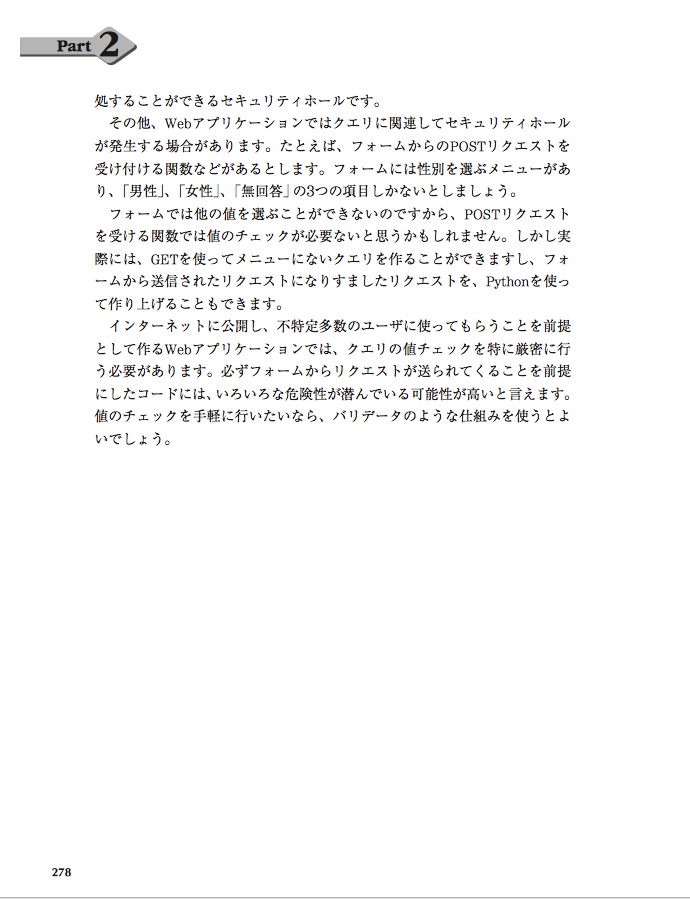 Part 2
処することができるセキュリティホールです。
その他、Webアプリケーションではクエリに関連してセキュリティホール
が発生する場合があります。たとえば、フォームからのPOSTリクエストを
受け付ける関数などがあるとします。フォームには性別を選ぶメニューがあ
り、「男性」、「女性」、「無回答」の3つの項目しかないとしましょう。
フォームでは他の値を選ぶことができないのですから、POSTリクエスト
を受ける関数では値のチェックが必要ないと思うかもしれません。しかし実
際には、GETを使ってメニューにないクエリを作ることができますし、フォ
ームから送信されたリクエストになりすましたリクエストを、Pythonを使っ
て作り上げることもできます。
インターネットに公開し、不特定多数のユーザに使ってもらうことを前提
として作るWebアプリケーションでは、クエリの値チェックを特に厳密に行
う必要があります。必ずフォームからリクエストが送られてくることを前提
にしたコードには、いろいろな危険性が潜んでいる可能性が高いと言えます。
値のチェックを手軽に行いたいなら、バリデータのような仕組みを使うとよ
いでしょう。
278